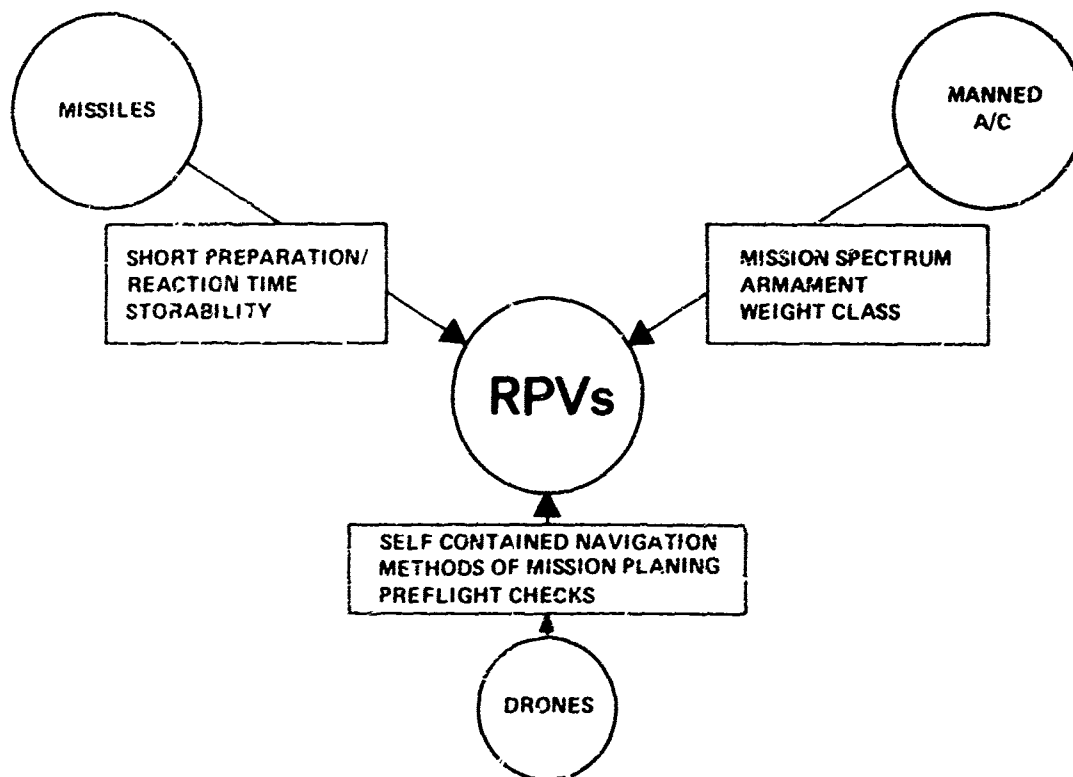 MISSILES
MANNED
A/C
SHORT PREPARATION/
REACTION TIME
STORABILITY
MISSION SPECTRUM
ARMAMENT
WEIGHT CLASS
RPVs
SELF CONTAINED NAVIGATION
METHODS OF MISSION PLANING
PREFLIGHT CHECKS
DRONES